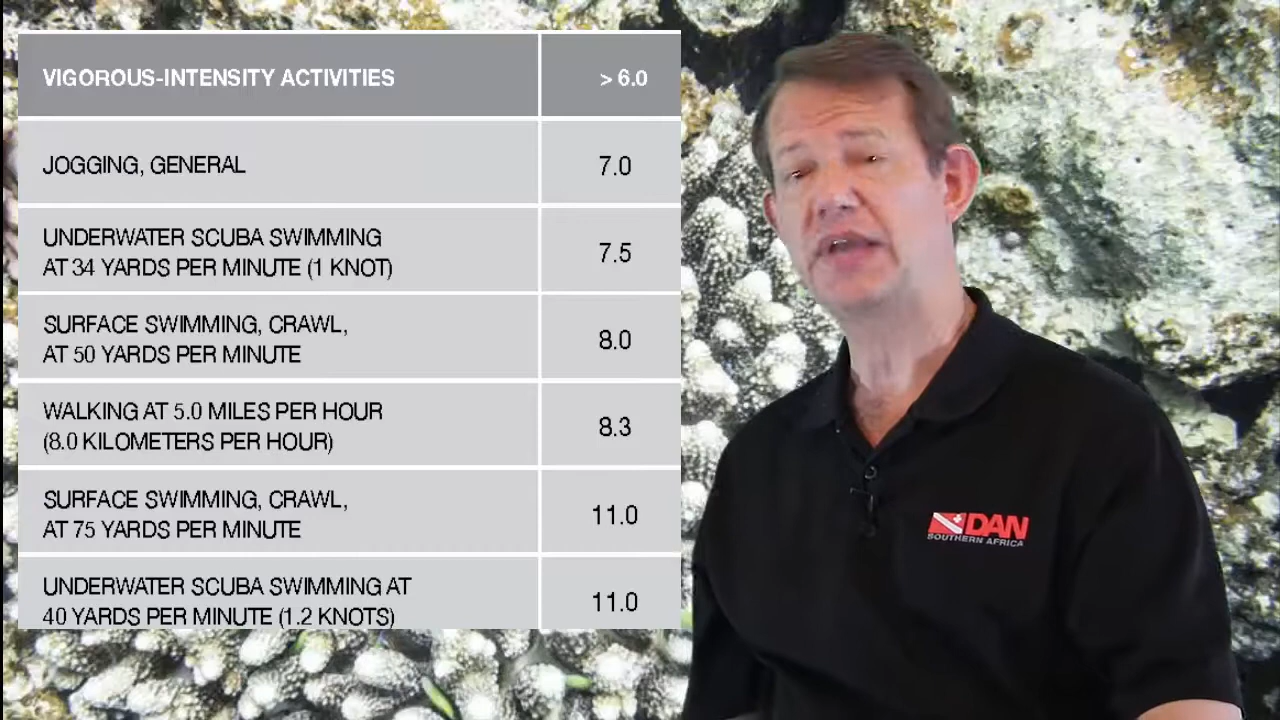 VIGOROUS-INTENSITY ACTIVITIES > 6.0
JOGGING, GENERAL 7.0
UNDERWATER SCUBA SWIMMING
AT 34 YARDS PER MINUTE (1 KNOT) 7.5
SURFACE SWIMMING, CRAWL,
AT 50 YARDS PER MINUTE 8.0
WALKING AT 5.0 MILES PER HOUR
(8.0 KILOMETERS PER HOUR) 8.3
SURFACE SWIMMING, CRAWL,
AT 75 YARDS PER MINUTE 11.0
UNDERWATER SCUBA SWIMMING AT
40 YARDS PER MINUTE (1.2 KNOTS) 11.0
DAN
SOUTHERN AFRICA